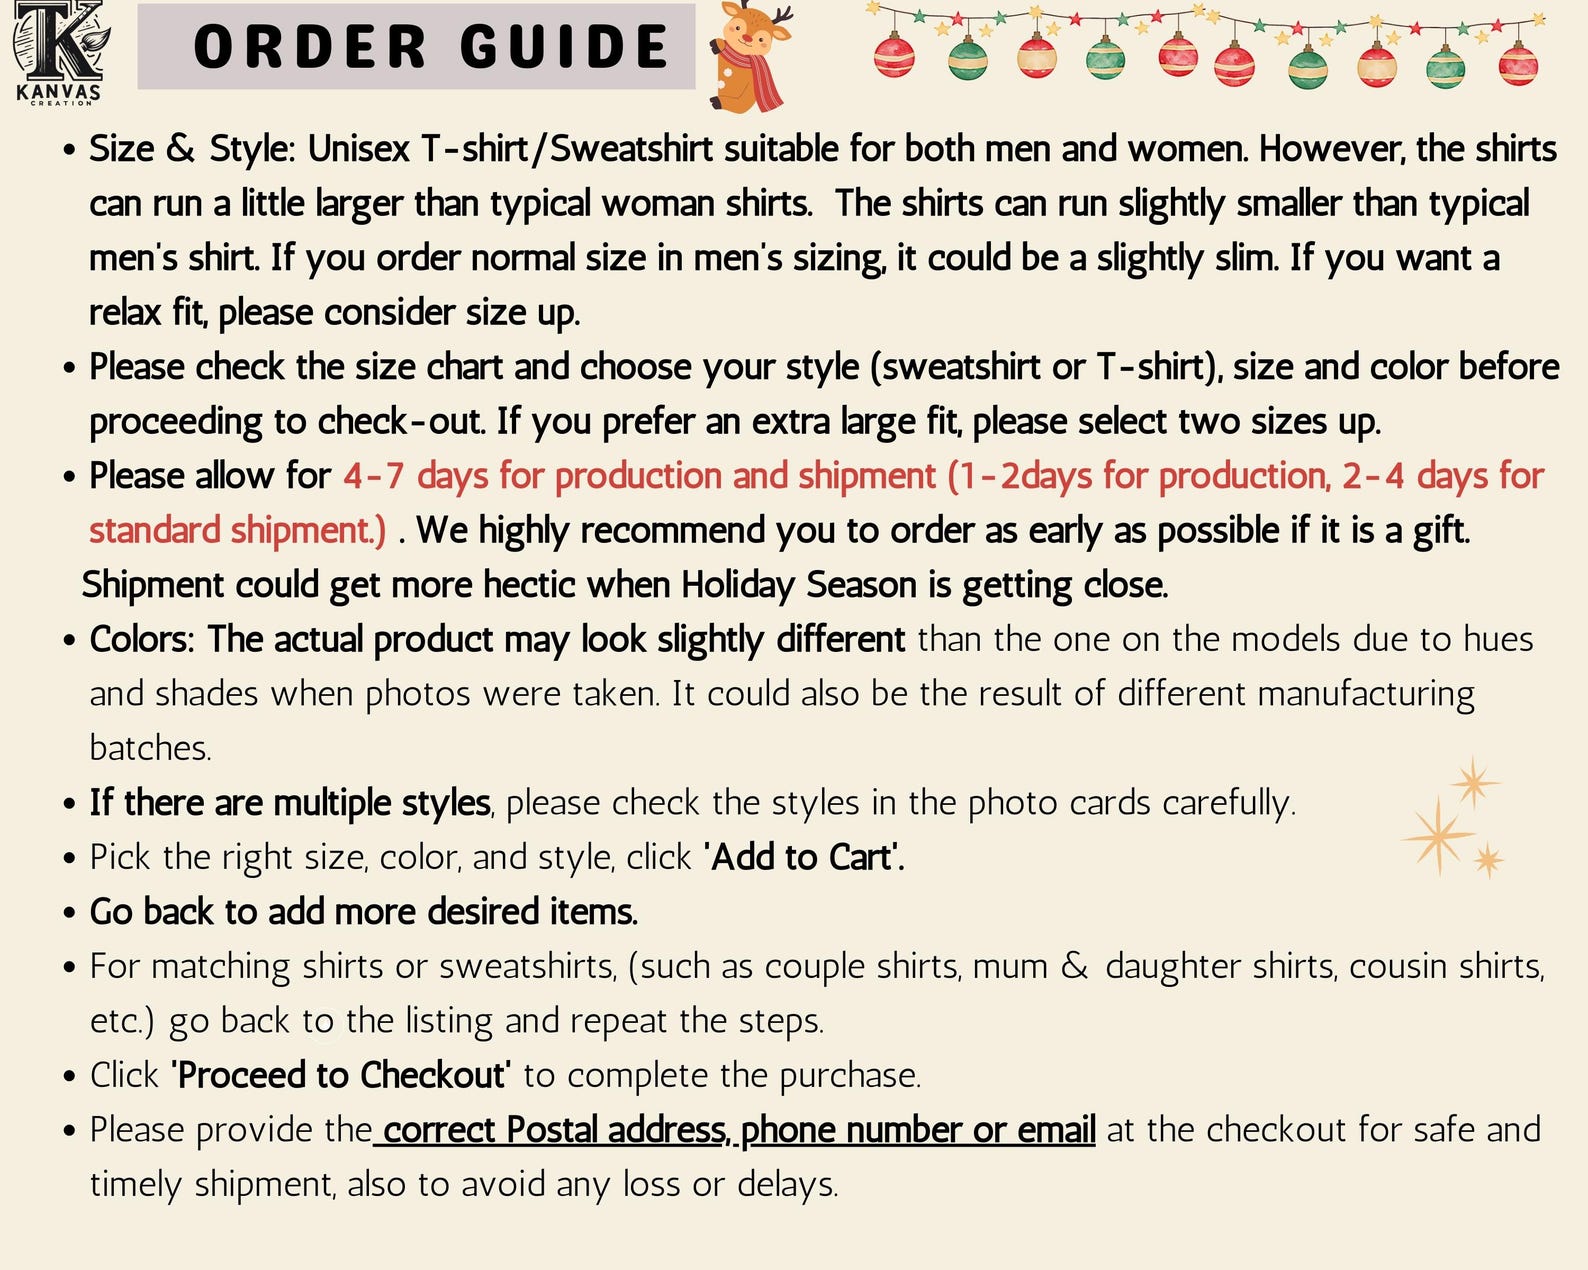 TK
KANVAS
CREATION
ORDER GUIDE
• Size & Style: Unisex T-shirt/Sweatshirt suitable for both men and women. However, the shirts
can run a little larger than typical woman shirts.  The shirts can run slightly smaller than typical
men's shirt. If you order normal size in men's sizing, it could be a slightly slim. If you want a
relax fit, please consider size up.
• Please check the size chart and choose your style (sweatshirt or T-shirt), size and color before
proceeding to check-out. If you prefer an extra large fit, please select two sizes up.
• Please allow for 4-7 days for production and shipment (1-2days for production, 2-4 days for
standard shipment.) . We highly recommend you to order as early as possible if it is a gift.
Shipment could get more hectic when Holiday Season is getting close.
• Colors: The actual product may look slightly different than the one on the models due to hues
and shades when photos were taken. It could also be the result of different manufacturing
batches.
• If there are multiple styles, please check the styles in the photo cards carefully.
• Pick the right size, color, and style, click 'Add to Cart'.
• Go back to add more desired items.
• For matching shirts or sweatshirts, (such as couple shirts, mum & daughter shirts, cousin shirts,
etc.) go back to the listing and repeat the steps.
• Click 'Proceed to Checkout' to complete the purchase.
• Please provide the correct Postal address, phone number or email at the checkout for safe and
timely shipment, also to avoid any loss or delays.